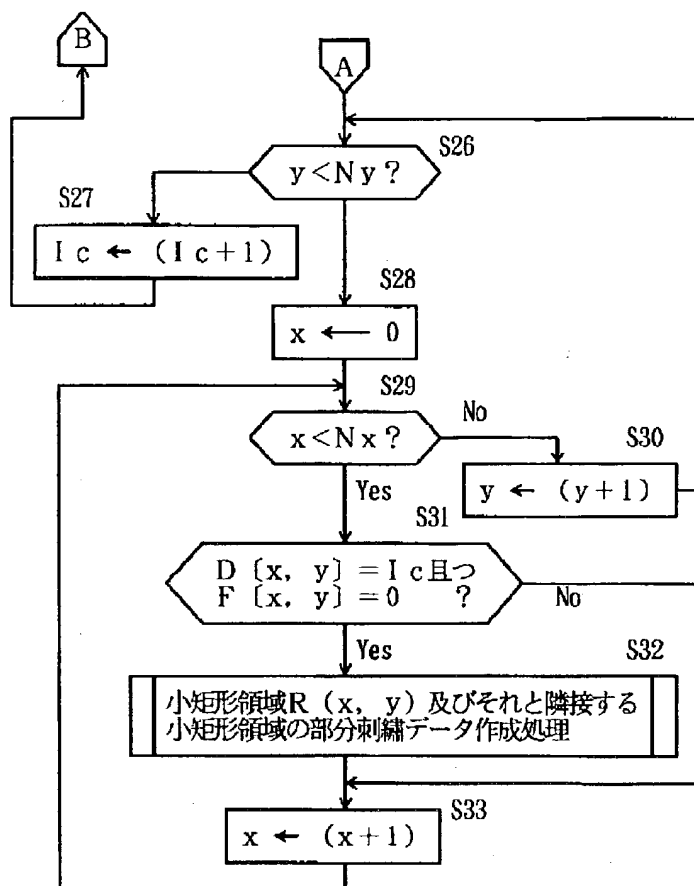 B
A
S26
y<Ny?
S27
Ic ← (Ic+1)
S28
x ← 0
S29
x<Nx?
No
S30
y ← (y+1)
Yes
S31
D〔x, y〕=Ic且つ
F〔x, y〕=0 ?
No
Yes
S32
小矩形領域R(x, y)及びそれと隣接する
小矩形領域の部分刺繍データ作成処理
S33
x ← (x+1)